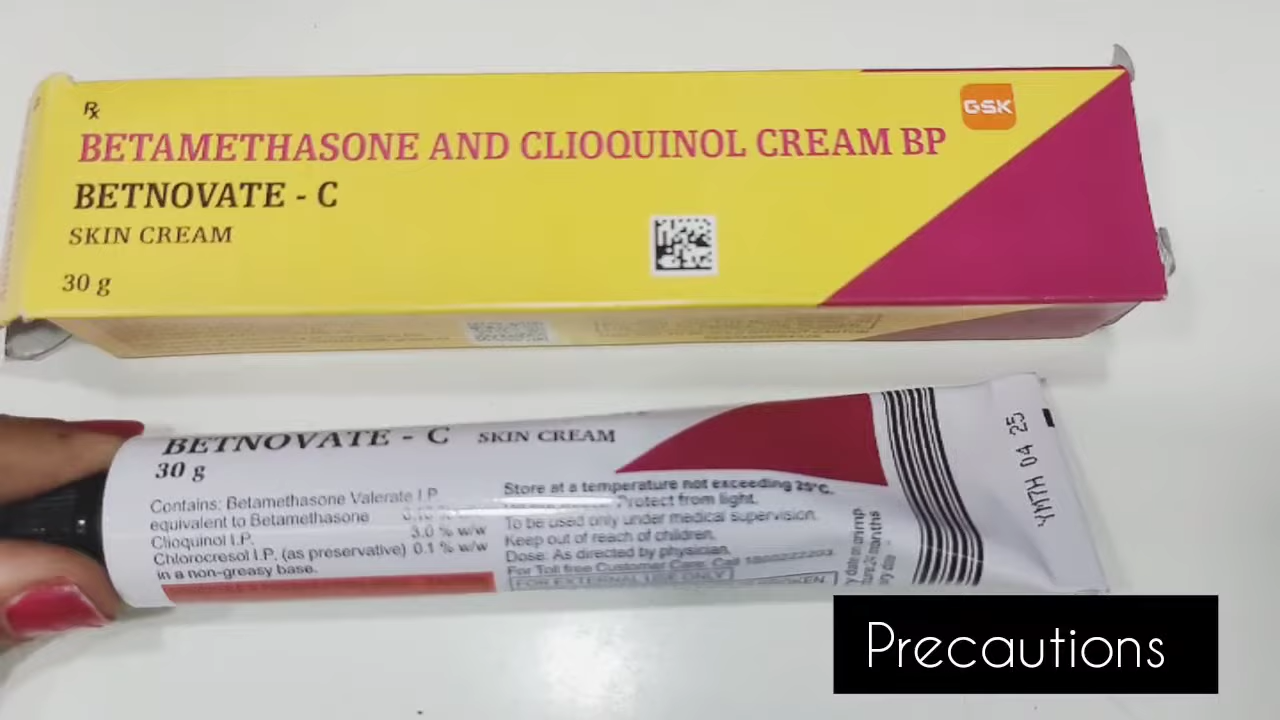 Rx
GSK
BETAMETHASONE AND CLIOQUINOL CREAM BP
BETNOVATE - C
SKIN CREAM
30 g
BETNOVATE - C SKIN CREAM
30 g
Contains: Betamethasone Valerate I.P.
equivalent to Betamethasone
Clioquinol I.P. 3.0 % w/w
Chlorocresol I.P. (as preservative) 0.1 % w/w
in a non-greasy base.
Store at a temperature not exceeding 25°C.
Protect from light.
To be used only under medical supervision.
Keep out of reach of children.
Dose: As directed by physician.
For Toll free Customer Care, Call
FOR EXTERNAL USE ONLY
04 25
Precautions